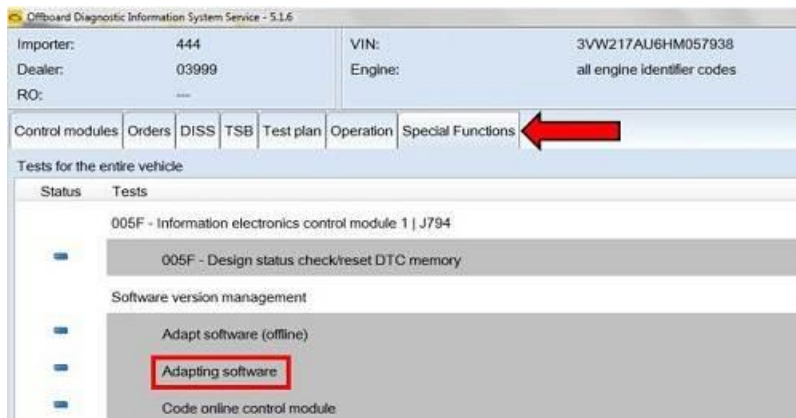 Offboard Diagnostic Information System Service - 5.1.6
Importer: 444 VIN: 3VW217AU6HM057938
Dealer: 03999 Engine: all engine identifier codes
RO: ---
Control modules Orders DISS TSB Test plan Operation Special Functions
Tests for the entire vehicle
Status Tests
005F - Information electronics control module 1 | J794
005F - Design status check/reset DTC memory
Software version management
Adapt software (offline)
Adapting software
Code online control module